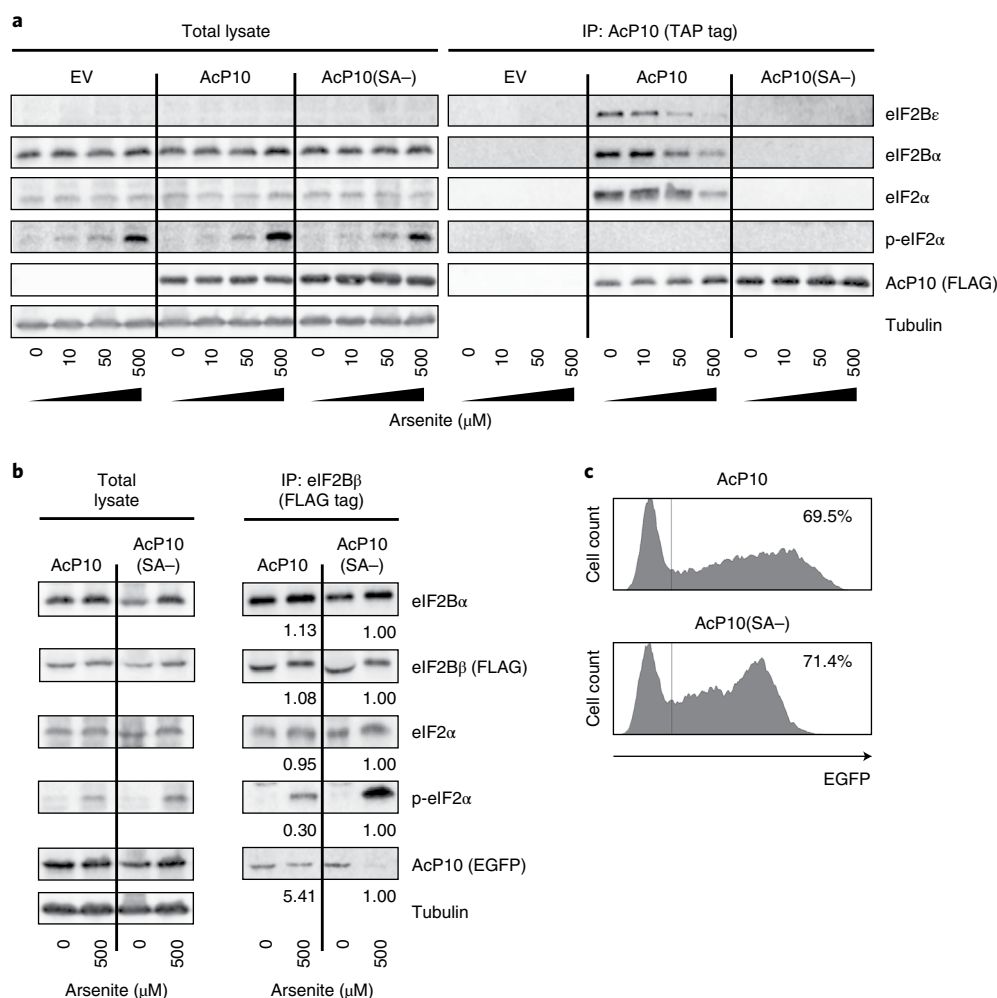 a
Total lysate
IP: AcP10 (TAP tag)
EV AcP10 AcP10(SA–) EV AcP10 AcP10(SA–)
eIF2Bε
eIF2Bα
eIF2α
p-eIF2α
AcP10 (FLAG)
Tubulin
0 10 50 500 0 10 50 500 0 10 50 500 0 10 50 500 0 10 50 500 0 10 50 500
Arsenite (μM)
b
Total
lysate
IP: eIF2Bβ
(FLAG tag)
AcP10 AcP10
(SA–)
AcP10 AcP10
(SA–)
eIF2Bα
1.13 1.00
eIF2Bβ (FLAG)
1.08 1.00
eIF2α
0.95 1.00
p-eIF2α
0.30 1.00
AcP10 (EGFP)
5.41 1.00
Tubulin
0 500 0 500 0 500 0 500
Arsenite (μM) Arsenite (μM)
c
AcP10
Cell count
69.5%
AcP10(SA–)
Cell count
71.4%
EGFP